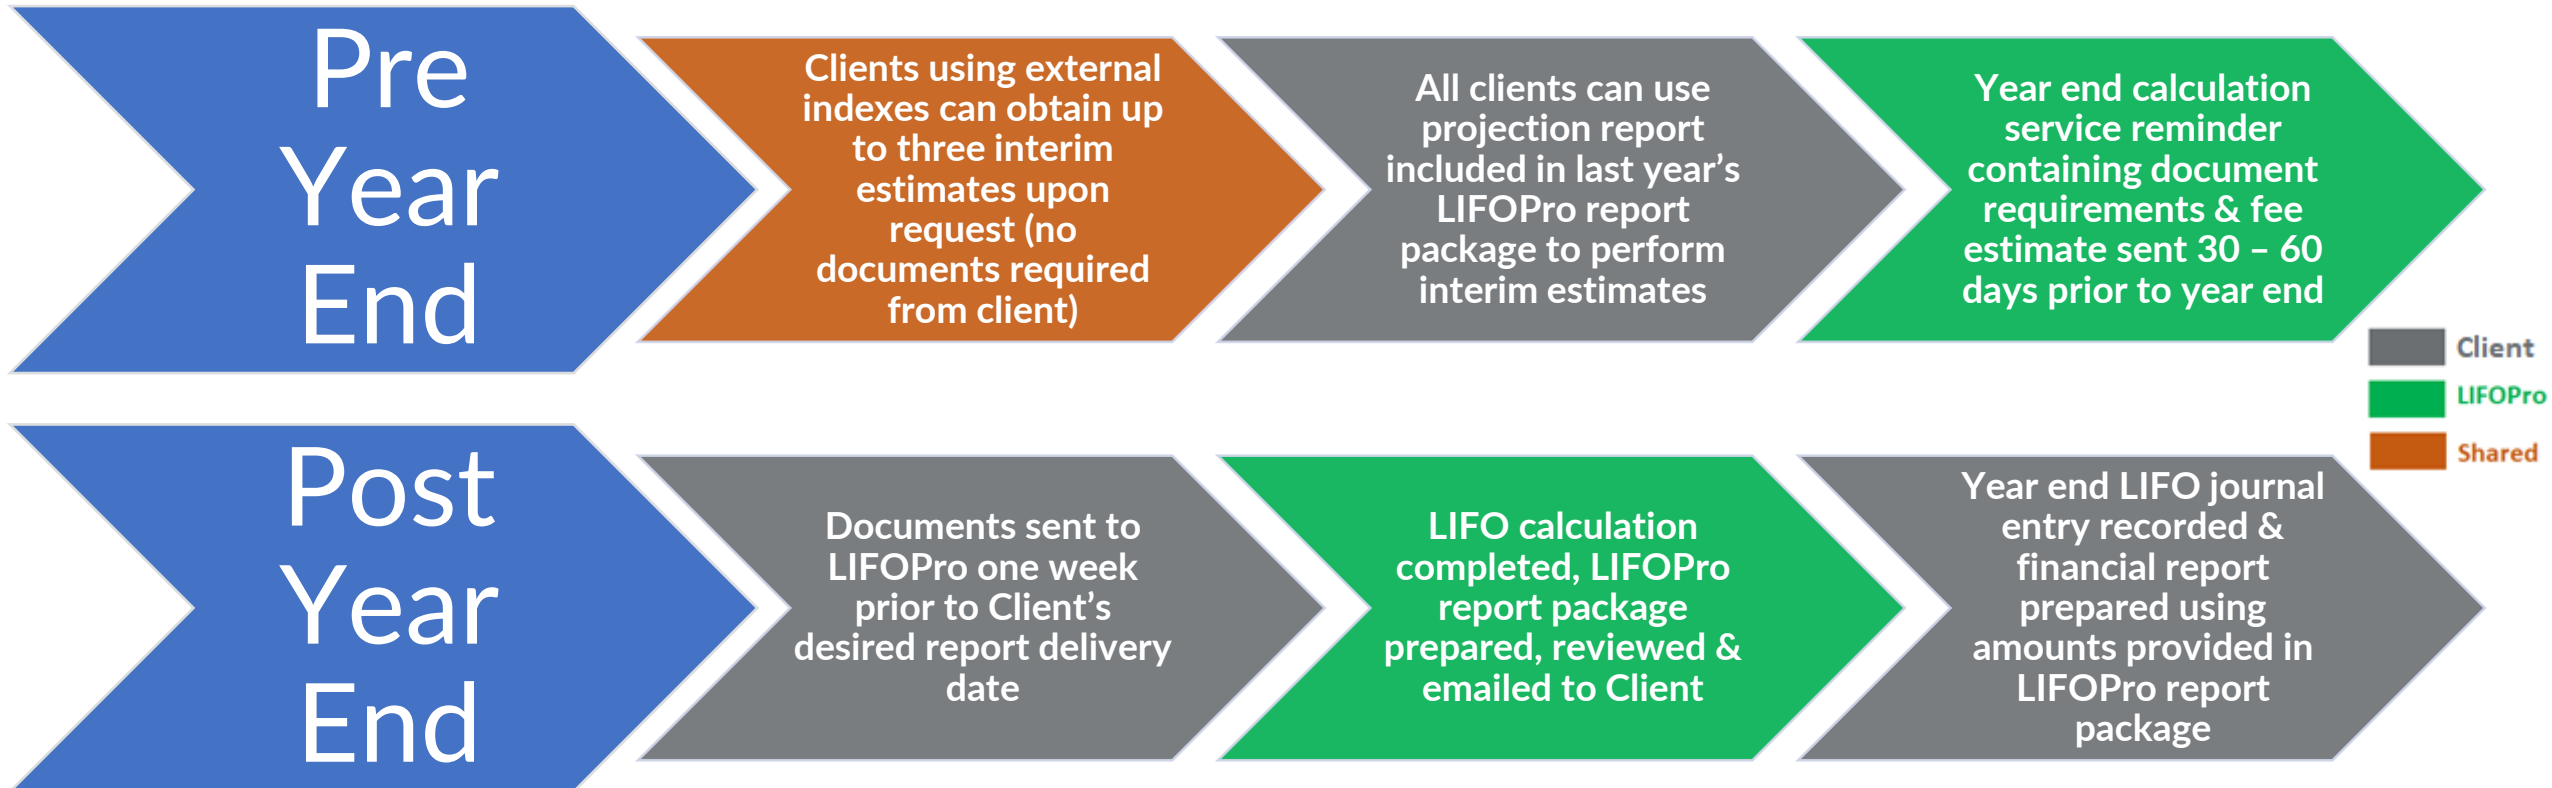 Pre
Year
End
Clients using external
indexes can obtain up
to three interim
estimates upon
request (no
documents required
from client)
All clients can use
projection report
included in last year’s
LIFOPro report
package to perform
interim estimates
Year end calculation
service reminder
containing document
requirements & fee
estimate sent 30 – 60
days prior to year end
Client
LIFOPro
Shared
Post
Year
End
Documents sent to
LIFOPro one week
prior to Client’s
desired report delivery
date
LIFO calculation
completed, LIFOPro
report package
prepared, reviewed &
emailed to Client
Year end LIFO journal
entry recorded &
financial report
prepared using
amounts provided in
LIFOPro report
package